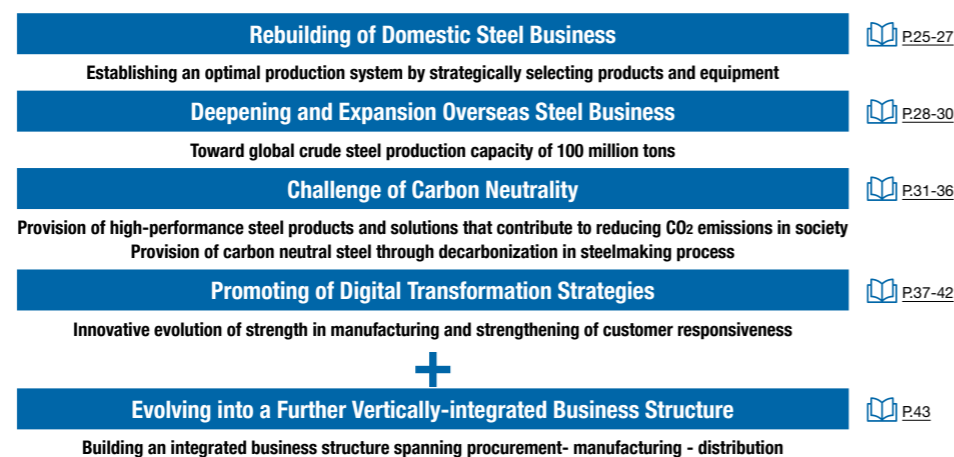 Rebuilding of Domestic Steel Business
P.25-27
Establishing an optimal production system by strategically selecting products and equipment
Deepening and Expansion Overseas Steel Business
P.28-30
Toward global crude steel production capacity of 100 million tons
Challenge of Carbon Neutrality
P.31-36
Provision of high-performance steel products and solutions that contribute to reducing CO2 emissions in society
Provision of carbon neutral steel through decarbonization in steelmaking process
Promoting of Digital Transformation Strategies
P.37-42
Innovative evolution of strength in manufacturing and strengthening of customer responsiveness
+
Evolving into a Further Vertically-integrated Business Structure
P.43
Building an integrated business structure spanning procurement- manufacturing - distribution